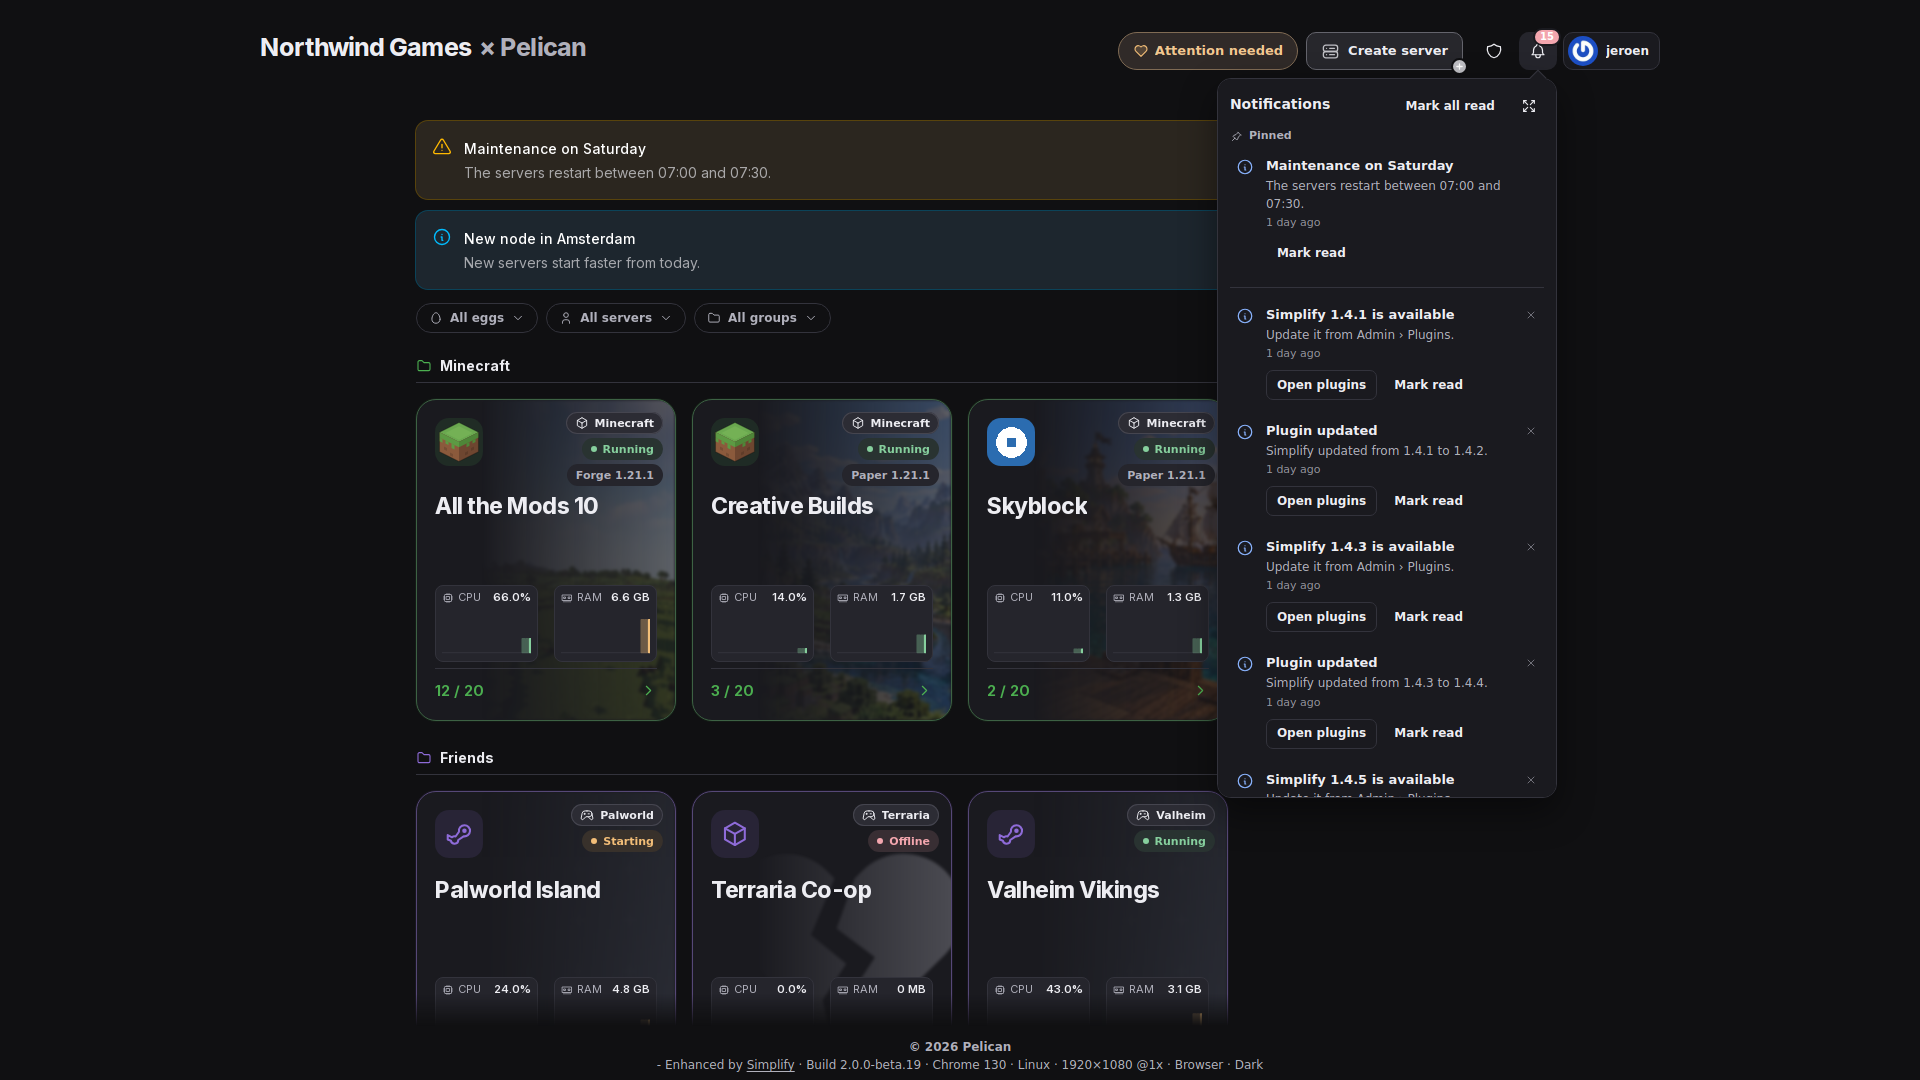 Northwind Games × Pelican
Attention needed
Create server
15
jeroen
Maintenance on Saturday
The servers restart between 07:00 and 07:30.
New node in Amsterdam
New servers start faster from today.
All eggs
All servers
All groups
Minecraft
Minecraft
Running
Forge 1.21.1
All the Mods 10
CPU 66.0%
RAM 6.6 GB
12 / 20
Minecraft
Running
Paper 1.21.1
Creative Builds
CPU 14.0%
RAM 1.7 GB
3 / 20
Minecraft
Running
Paper 1.21.1
Skyblock
CPU 11.0%
RAM 1.3 GB
2 / 20
Friends
Palworld
Starting
Palworld Island
CPU 24.0%
RAM 4.8 GB
Terraria
Offline
Terraria Co-op
CPU 0.0%
RAM 0 MB
Valheim
Running
Valheim Vikings
CPU 43.0%
RAM 3.1 GB
Notifications
Mark all read
Pinned
Maintenance on Saturday
The servers restart between 07:00 and
07:30.
1 day ago
Mark read
Simplify 1.4.1 is available
Update it from Admin › Plugins.
1 day ago
Open plugins Mark read
Plugin updated
Simplify updated from 1.4.1 to 1.4.2.
1 day ago
Open plugins Mark read
Simplify 1.4.3 is available
Update it from Admin › Plugins.
1 day ago
Open plugins Mark read
Plugin updated
Simplify updated from 1.4.3 to 1.4.4.
1 day ago
Open plugins Mark read
Simplify 1.4.5 is available
Update it from Admin › Plugins.
© 2026 Pelican
- Enhanced by Simplify · Build 2.0.0-beta.19 · Chrome 130 · Linux · 1920×1080 @1x · Browser · Dark